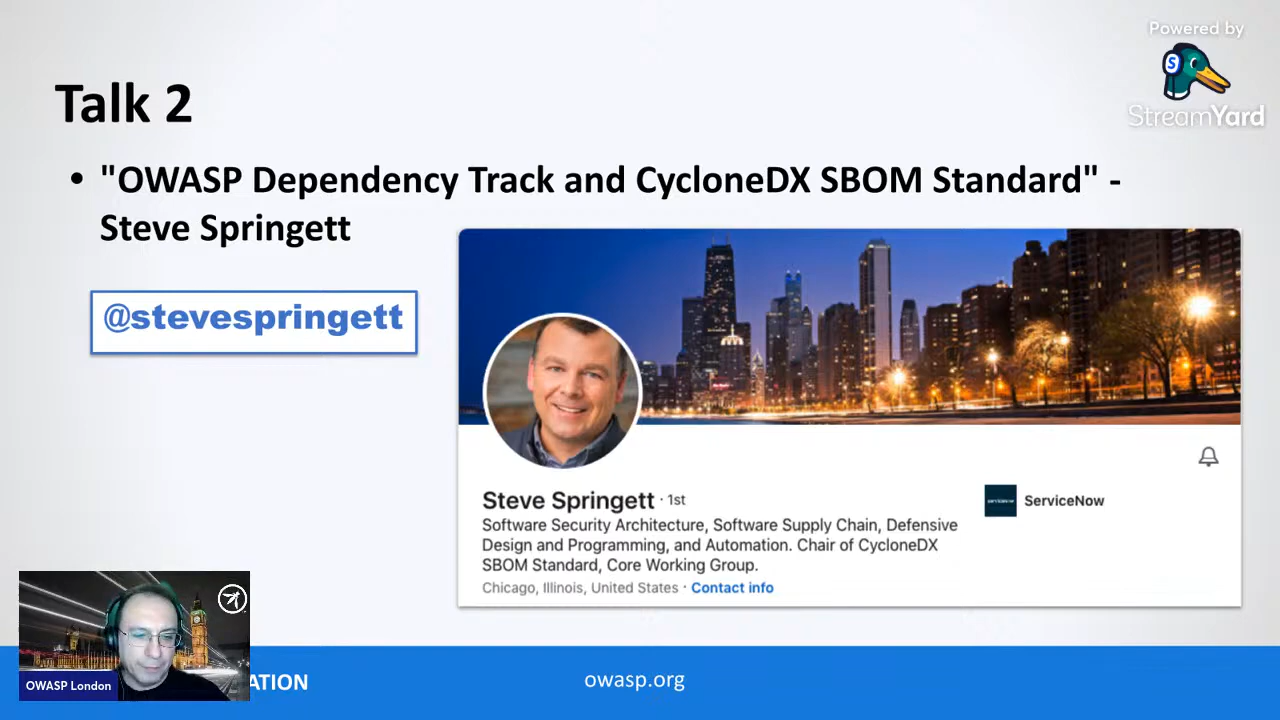 Powered by
StreamYard
Talk 2
• "OWASP Dependency Track and CycloneDX SBOM Standard" -
Steve Springett
@stevespringett
Steve Springett · 1st
ServiceNow
Software Security Architecture, Software Supply Chain, Defensive
Design and Programming, and Automation. Chair of CycloneDX
SBOM Standard, Core Working Group.
Chicago, Illinois, United States · Contact info
OWASP London
ATION
owasp.org